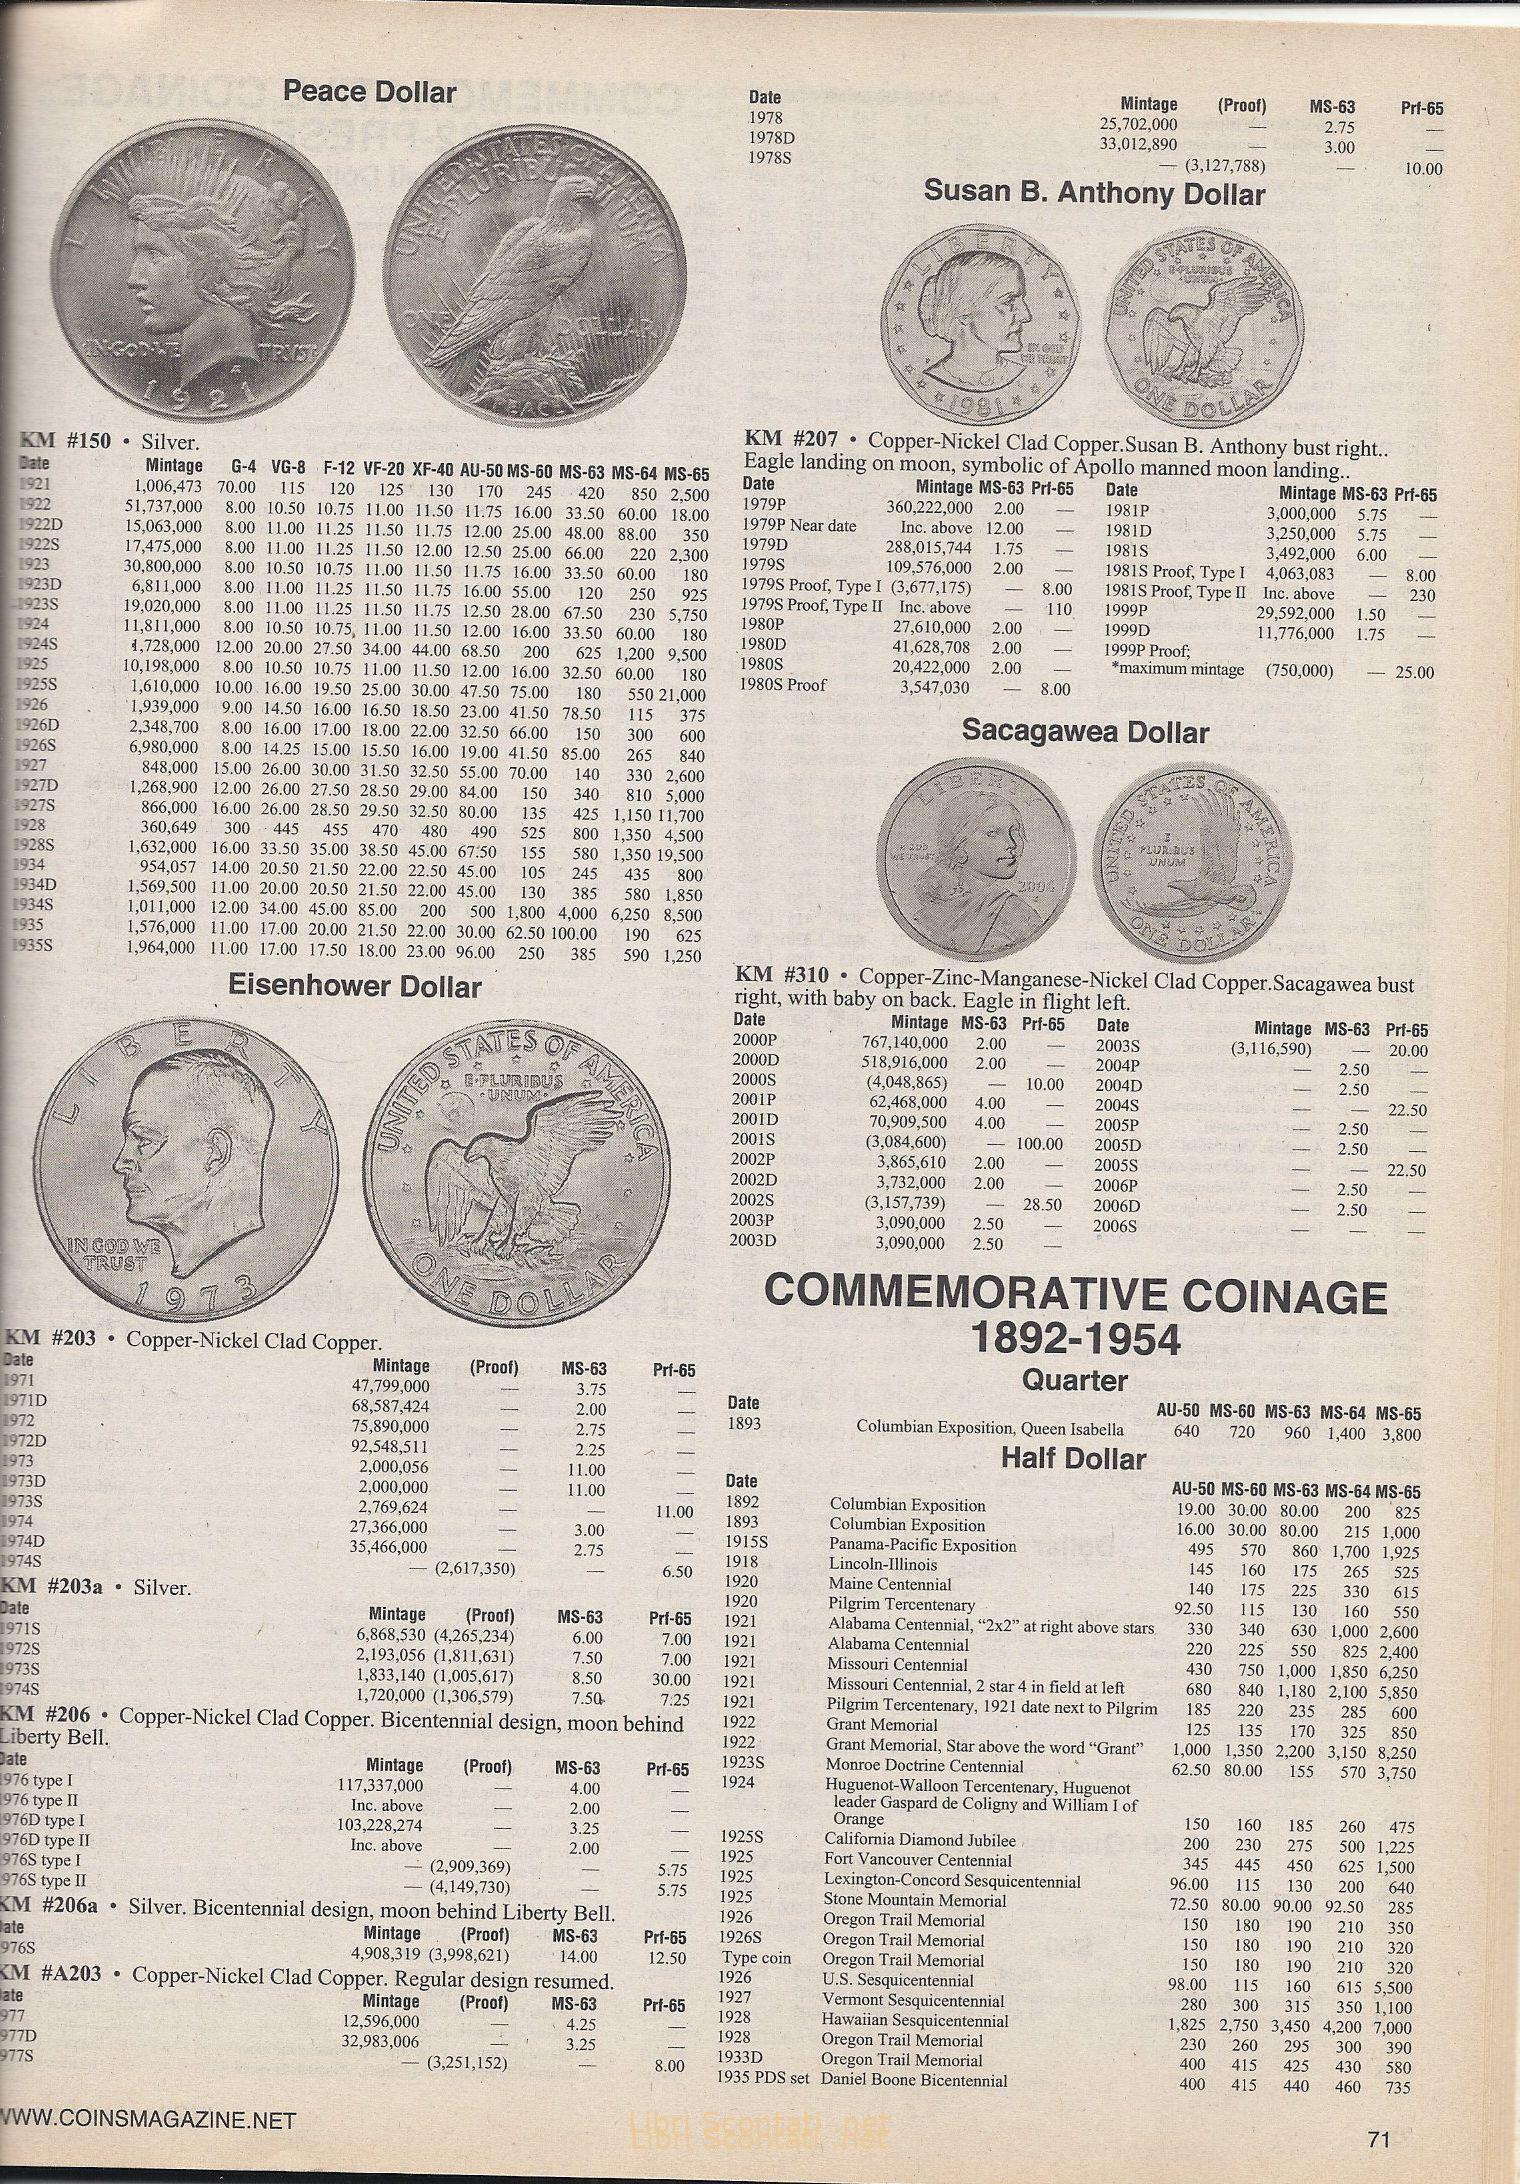 Peace Dollar
KM #150 • Silver.
Date Mintage G-4 VG-8 F-12 VF-20 XF-40 AU-50 MS-60 MS-63 MS-64 MS-65
1921 1,006,473 70.00 115 120 125 130 170 245 420 850 2,500
1922 51,737,000 8.00 10.50 10.75 11.00 11.50 11.75 16.00 33.50 60.00 18.00
1922D 15,063,000 8.00 11.00 11.25 11.50 11.75 12.00 25.00 48.00 88.00 350
1922S 17,475,000 8.00 11.00 11.25 11.50 12.00 12.50 25.00 66.00 220 2,300
1923 30,800,000 8.00 10.50 10.75 11.00 11.50 11.75 16.00 33.50 60.00 180
1923D 6,811,000 8.00 11.00 11.25 11.50 11.75 16.00 55.00 120 250 925
1923S 19,020,000 8.00 11.00 11.25 11.50 11.75 12.50 28.00 67.50 230 5,750
1924 11,811,000 8.00 10.50 10.75 11.00 11.50 12.00 16.00 33.50 60.00 180
1924S 1,728,000 12.00 20.00 27.50 34.00 44.00 68.50 200 625 1,200 9,500
1925 10,198,000 8.00 10.50 10.75 11.00 11.50 12.00 16.00 32.50 60.00 180
1925S 1,610,000 10.00 16.00 19.50 25.00 30.00 47.50 75.00 180 550 21,000
1926 1,939,000 9.00 14.50 16.00 16.50 18.50 23.00 41.50 78.50 115 375
1926D 2,348,700 8.00 16.00 17.00 18.00 22.00 32.50 66.00 150 300 600
1926S 6,980,000 8.00 14.25 15.00 15.50 16.00 19.00 41.50 85.00 265 840
1927 848,000 15.00 26.00 30.00 31.50 32.50 55.00 70.00 140 330 2,600
1927D 1,268,900 12.00 26.00 27.50 28.50 29.00 84.00 150 340 810 5,000
1927S 866,000 16.00 26.00 28.50 29.50 32.50 80.00 135 425 1,150 11,700
1928 360,649 300 445 455 470 480 490 525 800 1,350 4,500
1928S 1,632,000 16.00 33.50 35.00 38.50 45.00 67.50 155 580 1,350 19,500
1934 954,057 14.00 20.50 21.50 22.00 22.50 45.00 105 245 435 800
1934D 1,569,500 11.00 20.00 20.50 21.50 22.00 45.00 130 385 580 1,850
1934S 1,011,000 12.00 34.00 45.00 85.00 200 500 1,800 4,000 6,250 8,500
1935 1,576,000 11.00 17.00 20.00 21.50 22.00 30.00 62.50 100.00 190 625
1935S 1,964,000 11.00 17.00 17.50 18.00 23.00 96.00 250 385 590 1,250
Eisenhower Dollar
LIBERTY
IN GOD WE
TRUST
1973
UNITED STATES OF AMERICA
E·PLURIBUS
·UNUM·
ONE DOLLAR
KM #203 • Copper-Nickel Clad Copper.
Date Mintage (Proof) MS-63 Prf-65
1971 47,799,000 — 3.75 —
1971D 68,587,424 — 2.00 —
1972 75,890,000 — 2.75 —
1972D 92,548,511 — 2.25 —
1973 2,000,056 — 11.00 —
1973D 2,000,000 — 11.00 —
1973S 2,769,624 — — 11.00
1974 27,366,000 — 3.00 —
1974D 35,466,000 — 2.75 —
1974S — (2,617,350) — 6.50
KM #203a • Silver.
Date Mintage (Proof) MS-63 Prf-65
1971S 6,868,530 (4,265,234) 6.00 7.00
1972S 2,193,056 (1,811,631) 7.50 7.00
1973S 1,833,140 (1,005,617) 8.50 30.00
1974S 1,720,000 (1,306,579) 7.50 7.25
KM #206 • Copper-Nickel Clad Copper. Bicentennial design, moon behind
Liberty Bell.
Date Mintage (Proof) MS-63 Prf-65
976 type I 117,337,000 — 4.00 —
976 type II Inc. above — 2.00 —
976D type I 103,228,274 — 3.25 —
976D type II Inc. above — 2.00 —
976S type I — (2,909,369) — 5.75
976S type II — (4,149,730) — 5.75
KM #206a • Silver. Bicentennial design, moon behind Liberty Bell.
ate Mintage (Proof) MS-63 Prf-65
976S 4,908,319 (3,998,621) 14.00 12.50
KM #A203 • Copper-Nickel Clad Copper. Regular design resumed.
ate Mintage (Proof) MS-63 Prf-65
977 12,596,000 — 4.25 —
977D 32,983,006 — 3.25 —
977S — (3,251,152) — 8.00
WWW.COINSMAGAZINE.NET
Date Mintage (Proof) MS-63 Prf-65
1978 25,702,000 — 2.75 —
1978D 33,012,890 — 3.00 —
1978S — (3,127,788) — 10.00
Susan B. Anthony Dollar
LIBERTY
IN GOD
WE TRUST
1981
UNITED STATES OF AMERICA
E·PLURIBUS
·UNUM·
ONE DOLLAR
KM #207 • Copper-Nickel Clad Copper.Susan B. Anthony bust right..
Eagle landing on moon, symbolic of Apollo manned moon landing..
Date Mintage MS-63 Prf-65 Date Mintage MS-63 Prf-65
1979P 360,222,000 2.00 — 1981P 3,000,000 5.75 —
1979P Near date Inc. above 12.00 — 1981D 3,250,000 5.75 —
1979D 288,015,744 1.75 — 1981S 3,492,000 6.00 —
1979S 109,576,000 2.00 — 1981S Proof, Type I 4,063,083 — 8.00
1979S Proof, Type I (3,677,175) — 8.00 1981S Proof, Type II Inc. above — 230
1979S Proof, Type II Inc. above — 110 1999P 29,592,000 1.50 —
1980P 27,610,000 2.00 — 1999D 11,776,000 1.75 —
1980D 41,628,708 2.00 — 1999P Proof;
1980S 20,422,000 2.00 — *maximum mintage (750,000) — 25.00
1980S Proof 3,547,030 — 8.00
Sacagawea Dollar
LIBERTY
UNITED STATES OF AMERICA
E
PLURIBUS
UNUM
ONE DOLLAR
KM #310 • Copper-Zinc-Manganese-Nickel Clad Copper.Sacagawea bust
right, with baby on back. Eagle in flight left.
Date Mintage MS-63 Prf-65 Date Mintage MS-63 Prf-65
2000P 767,140,000 2.00 — 2003S (3,116,590) — 20.00
2000D 518,916,000 2.00 — 2004P — 2.50 —
2000S (4,048,865) — 10.00 2004D — 2.50 —
2001P 62,468,000 4.00 — 2004S — — 22.50
2001D 70,909,500 4.00 — 2005P — 2.50 —
2001S (3,084,600) — 100.00 2005D — 2.50 —
2002P 3,865,610 2.00 — 2005S — — 22.50
2002D 3,732,000 2.00 — 2006P — 2.50 —
2002S (3,157,739) — 28.50 2006D — 2.50 —
2003P 3,090,000 2.50 — 2006S — — —
2003D 3,090,000 2.50 —
COMMEMORATIVE COINAGE
1892-1954
Quarter
Date AU-50 MS-60 MS-63 MS-64 MS-65
1893 Columbian Exposition, Queen Isabella 640 720 960 1,400 3,800
Half Dollar
Date AU-50 MS-60 MS-63 MS-64 MS-65
1892 Columbian Exposition 19.00 30.00 80.00 200 825
1893 Columbian Exposition 16.00 30.00 80.00 215 1,000
1915S Panama-Pacific Exposition 495 570 860 1,700 1,925
1918 Lincoln-Illinois 145 160 175 265 525
1920 Maine Centennial 140 175 225 330 615
1920 Pilgrim Tercentenary 92.50 115 130 160 550
1921 Alabama Centennial, “2x2” at right above stars 330 340 630 1,000 2,600
1921 Alabama Centennial 220 225 550 825 2,400
1921 Missouri Centennial 430 750 1,000 1,850 6,250
1921 Missouri Centennial, 2 star 4 in field at left 680 840 1,180 2,100 5,850
1921 Pilgrim Tercentenary, 1921 date next to Pilgrim 185 220 235 285 600
1922 Grant Memorial 125 135 170 325 850
1922 Grant Memorial, Star above the word “Grant” 1,000 1,350 2,200 3,150 8,250
1923S Monroe Doctrine Centennial 62.50 80.00 155 570 3,750
1924 Huguenot-Walloon Tercentenary, Huguenot
leader Gaspard de Coligny and William I of
Orange 150 160 185 260 475
1925S California Diamond Jubilee 200 230 275 500 1,225
1925 Fort Vancouver Centennial 345 445 450 625 1,500
1925 Lexington-Concord Sesquicentennial 96.00 115 130 200 640
1925 Stone Mountain Memorial 72.50 80.00 90.00 92.50 285
1926 Oregon Trail Memorial 150 180 190 210 350
1926S Oregon Trail Memorial 150 180 190 210 320
Type coin Oregon Trail Memorial 150 180 190 210 320
1926 U.S. Sesquicentennial 98.00 115 160 615 5,500
1927 Vermont Sesquicentennial 280 300 315 350 1,100
1928 Hawaiian Sesquicentennial 1,825 2,750 3,450 4,200 7,000
1928 Oregon Trail Memorial 230 260 295 300 390
1933D Oregon Trail Memorial 400 415 425 430 580
1935 PDS set Daniel Boone Bicentennial 400 415 440 460 735
Libri Scontati .net
71